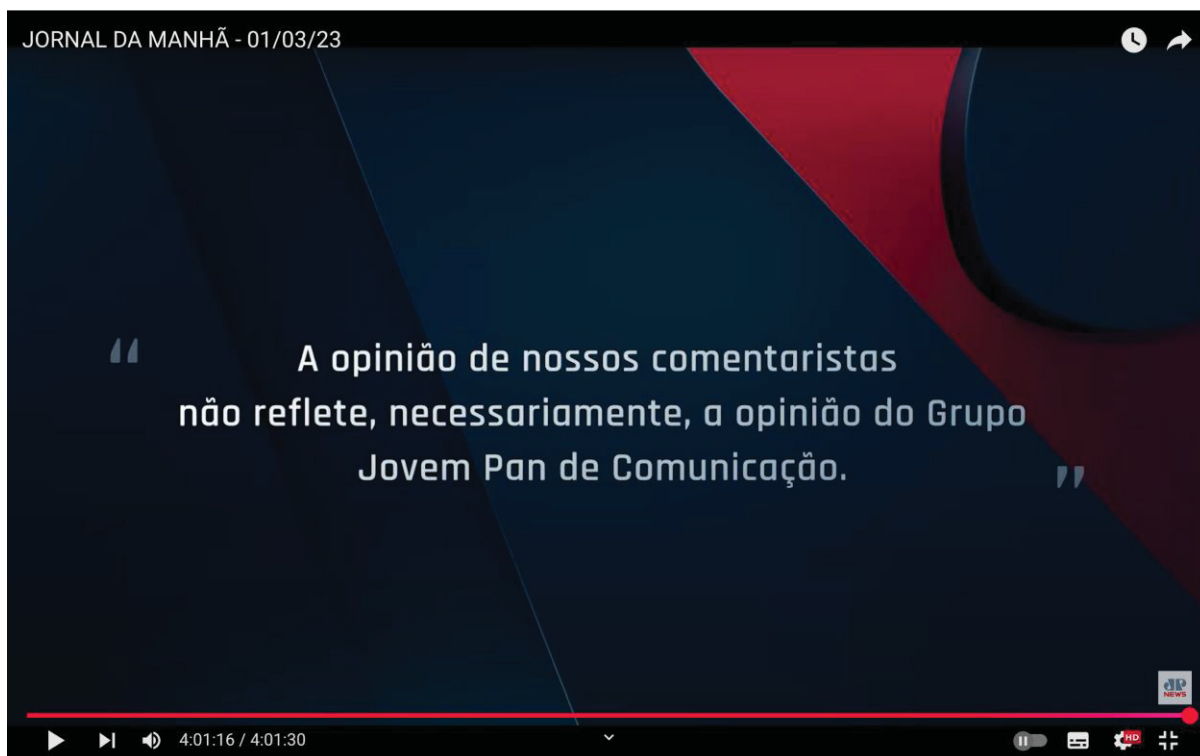 JORNAL DA MANHÃ - 01/03/23
“ A opinião de nossos comentaristas
não reflete, necessariamente, a opinião do Grupo
Jovem Pan de Comunicação. ”
JP
NEWS
4:01:16 / 4:01:30
HD